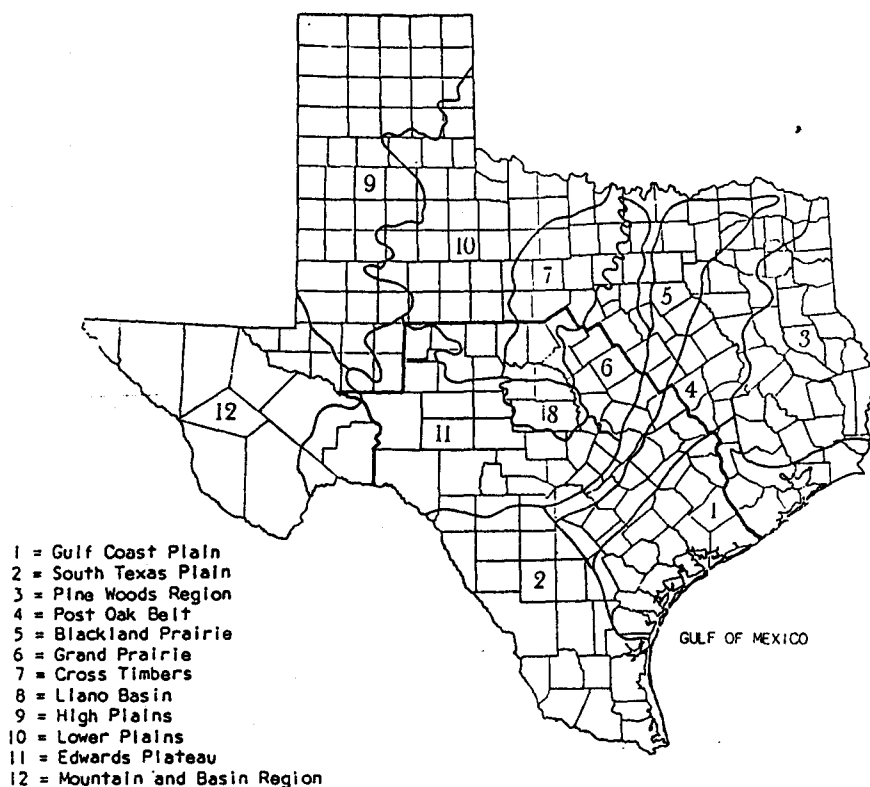 9
10
7
5
3
6
4
12
18
11
1
2
GULF OF MEXICO
1 = Gulf Coast Plain
2 = South Texas Plain
3 = Pine Woods Region
4 = Post Oak Belt
5 = Blackland Prairie
6 = Grand Prairie
7 = Cross Timbers
8 = Llano Basin
9 = High Plains
10 = Lower Plains
11 = Edwards Plateau
12 = Mountain and Basin Region